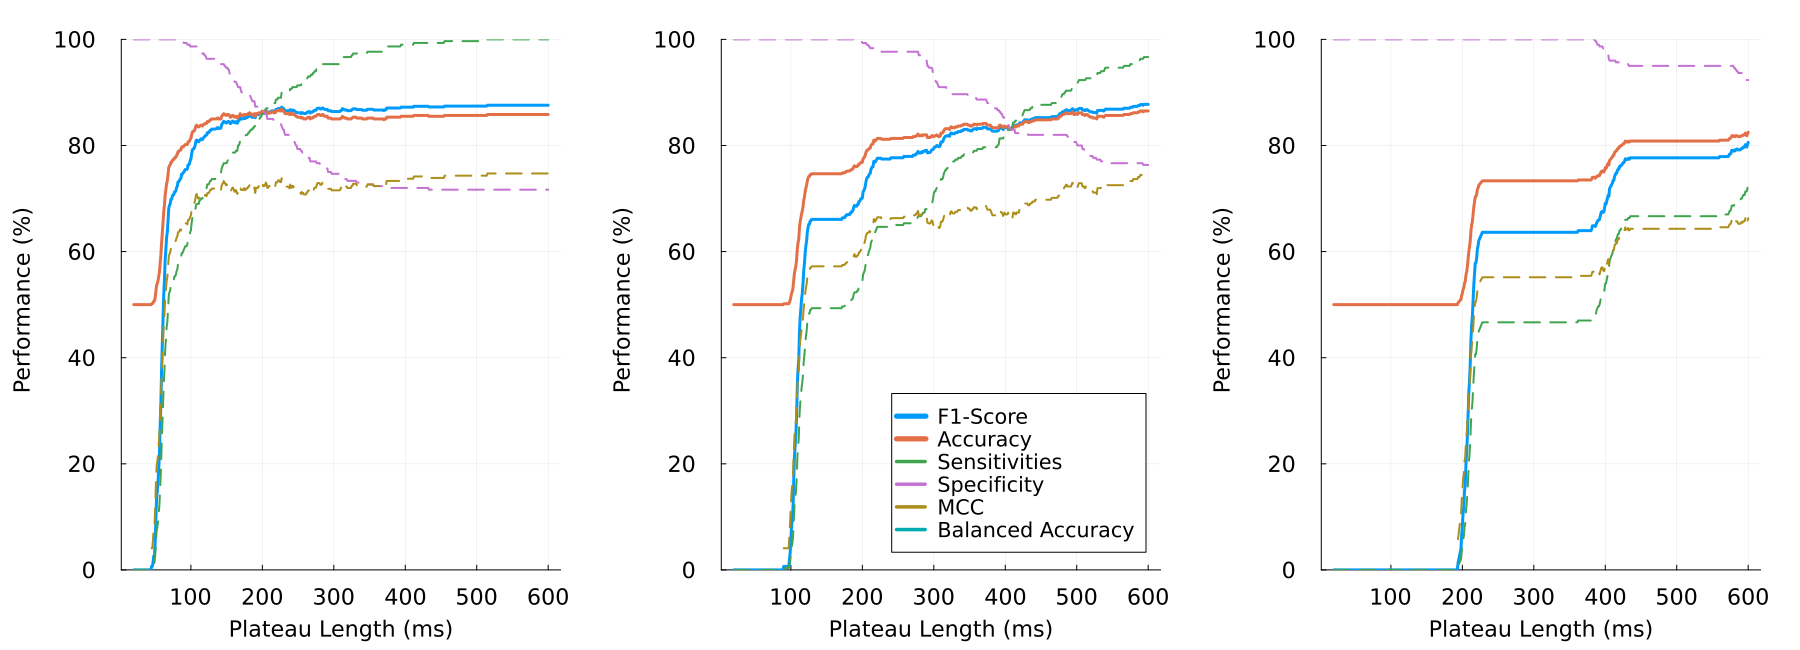 100
80
60
40
20
0
Performance (%)
100 200 300 400 500 600
Plateau Length (ms)
100
80
60
40
20
0
Performance (%)
F1-Score
Accuracy
Sensitivities
Specificity
MCC
Balanced Accuracy
100 200 300 400 500 600
Plateau Length (ms)
100
80
60
40
20
0
Performance (%)
100 200 300 400 500 600
Plateau Length (ms)